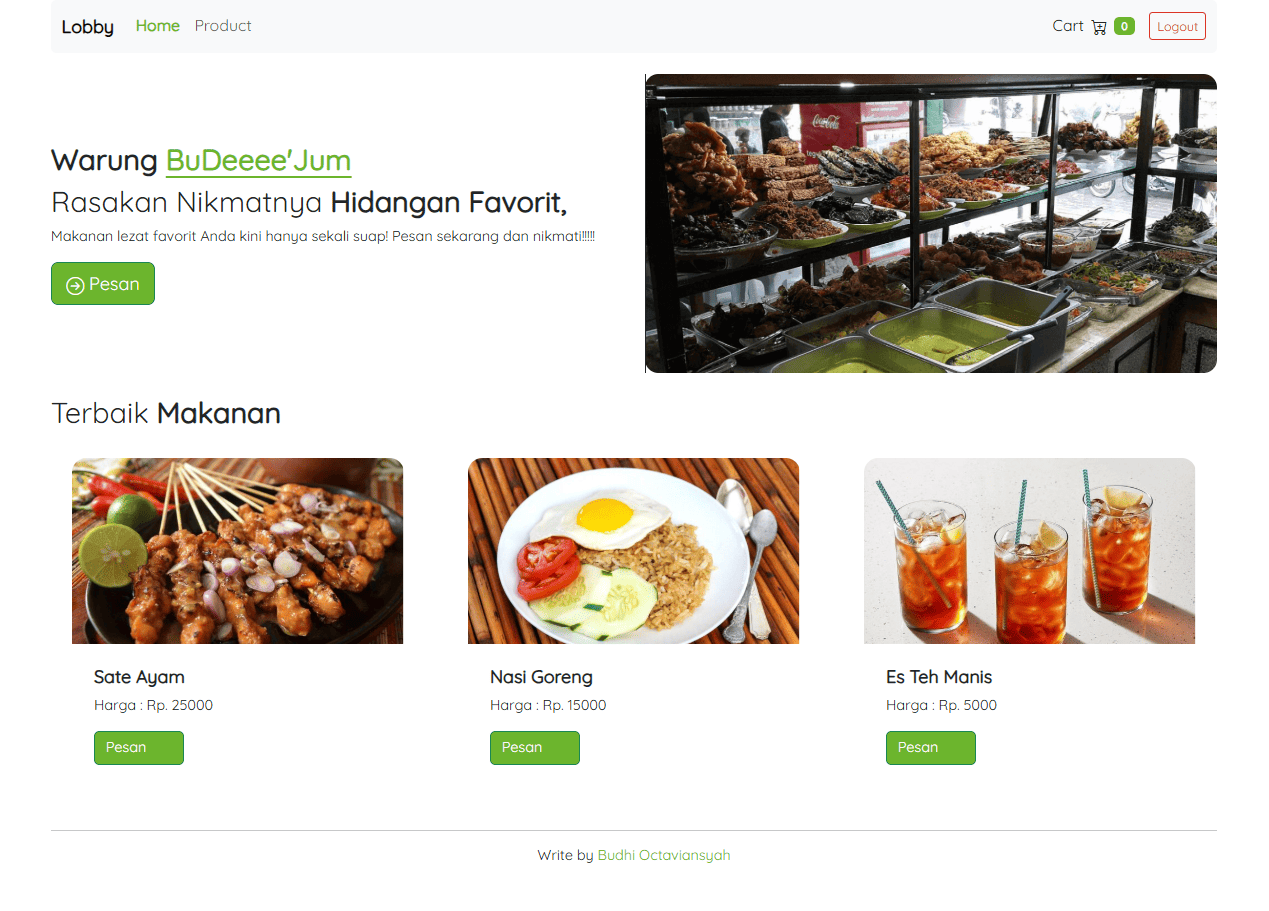 Lobby Home Product Cart 0 Logout
Warung BuDeeee'Jum
Rasakan Nikmatnya Hidangan Favorit,
Makanan lezat favorit Anda kini hanya sekali suap! Pesan sekarang dan nikmati!!!!!
Pesan
Coca-Cola
Terbaik Makanan
Sate Ayam
Harga : Rp. 25000
Pesan
Nasi Goreng
Harga : Rp. 15000
Pesan
Es Teh Manis
Harga : Rp. 5000
Pesan
Write by Budhi Octaviansyah